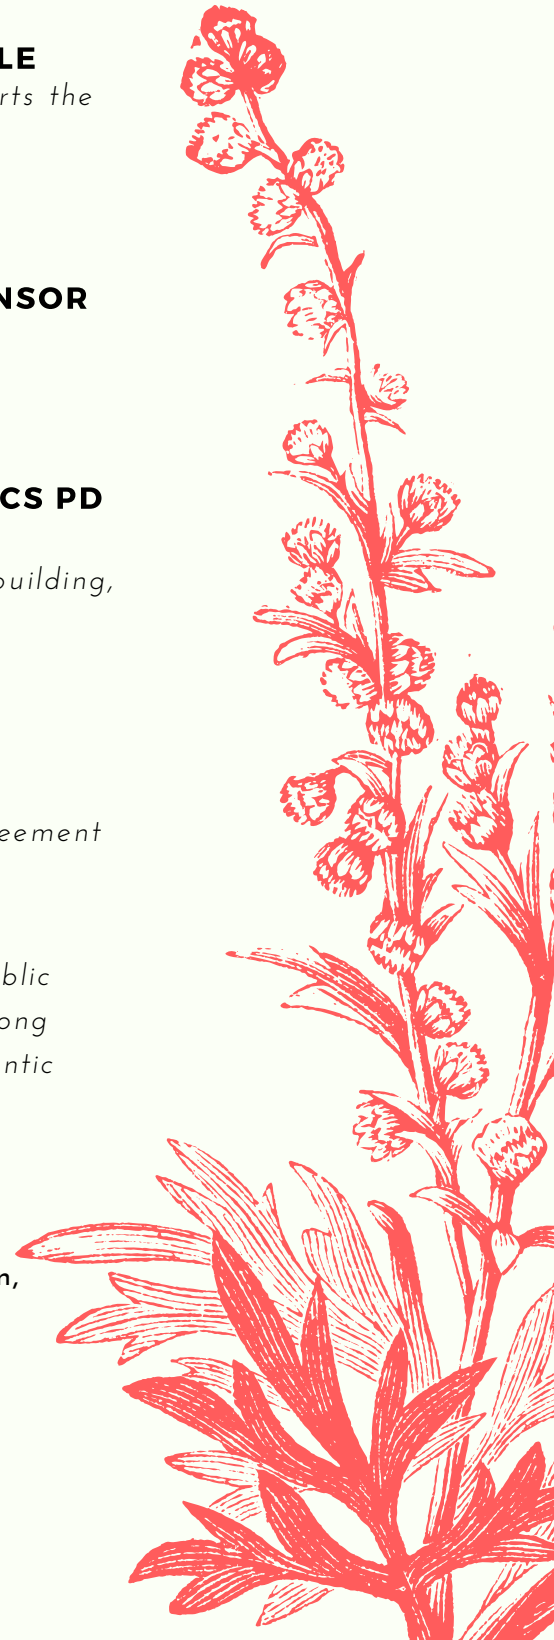 LE
rts the
NSOR
CS PD
building,
eement
blic
ong
ntic
n,